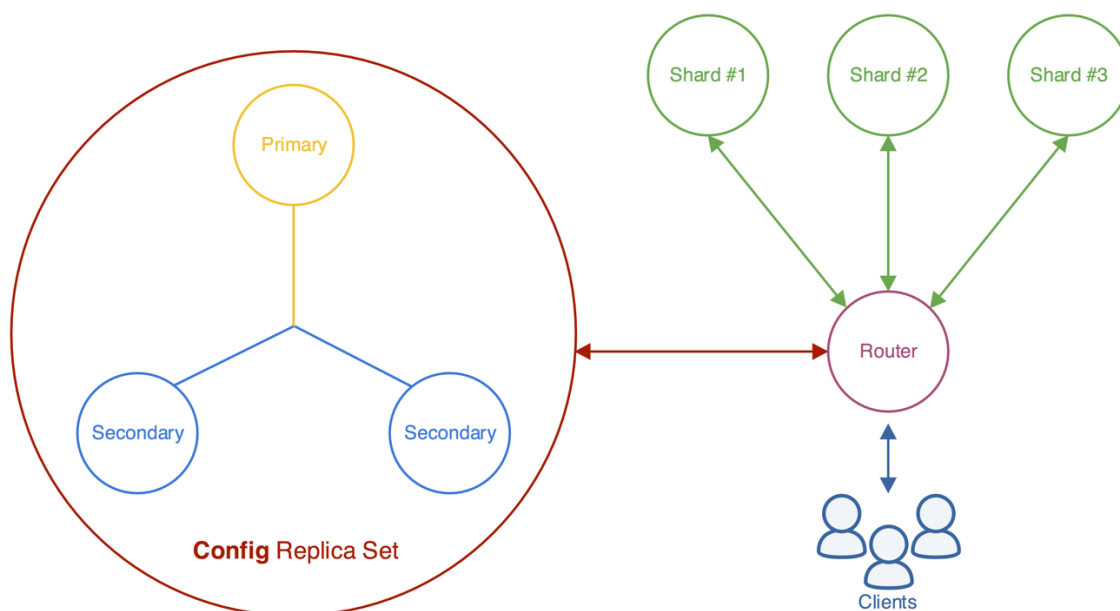 Shard #1
Shard #2
Shard #3
Primary
Router
Secondary
Secondary
Config Replica Set
Clients